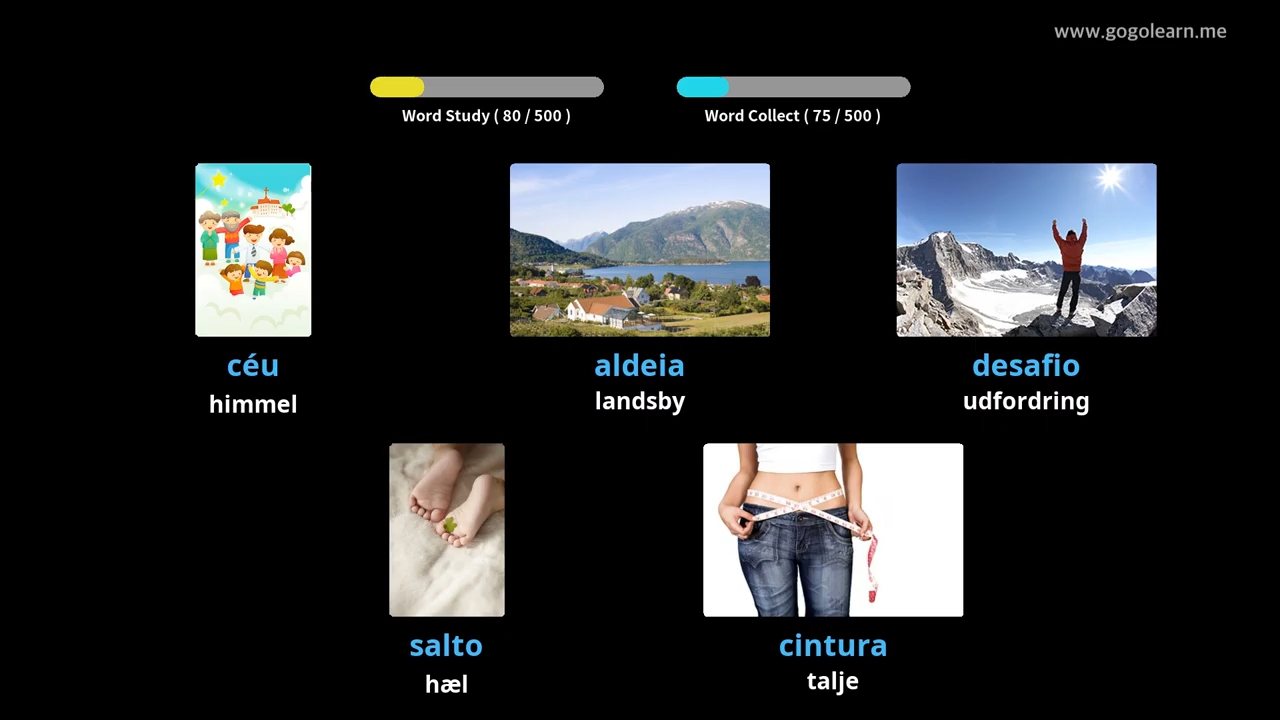 www.gogolearn.me
Word Study ( 80 / 500 )
Word Collect ( 75 / 500 )
céu
himmel
aldeia
landsby
desafio
udfordring
salto
hæl
cintura
talje